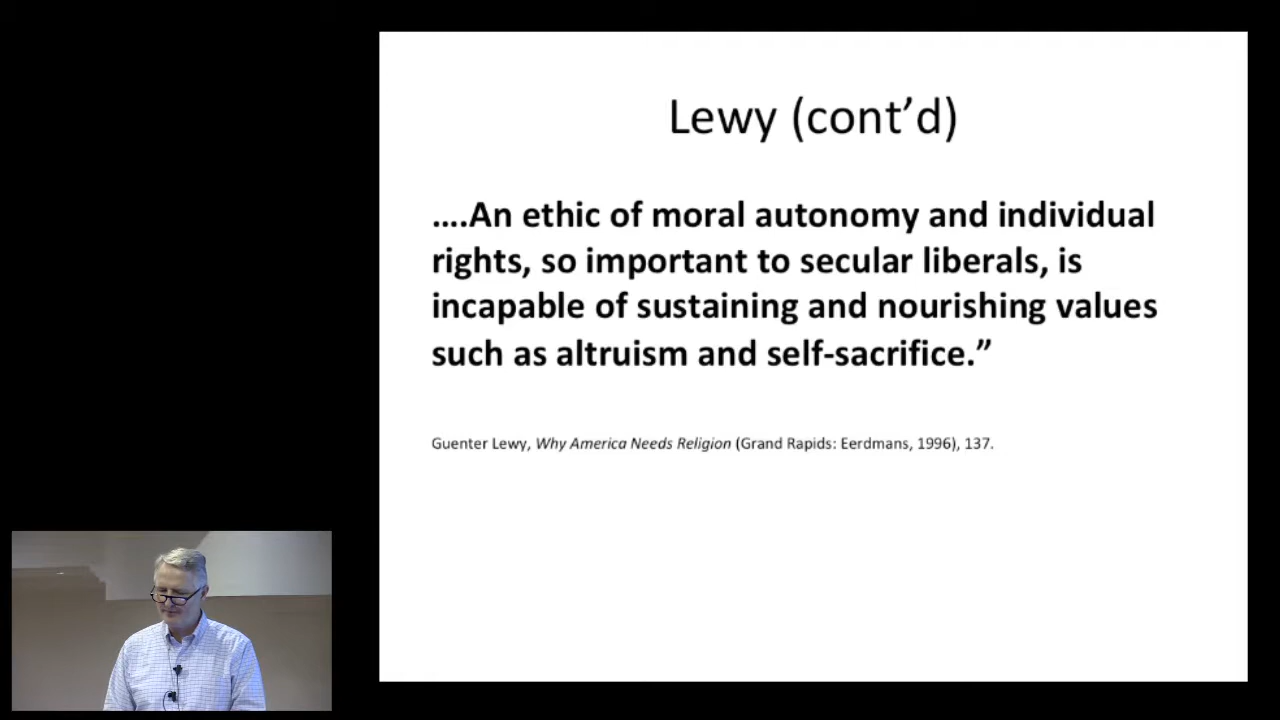 Lewy (cont’d)
….An ethic of moral autonomy and individual
rights, so important to secular liberals, is
incapable of sustaining and nourishing values
such as altruism and self-sacrifice.”
Guenter Lewy, Why America Needs Religion (Grand Rapids: Eerdmans, 1996), 137.